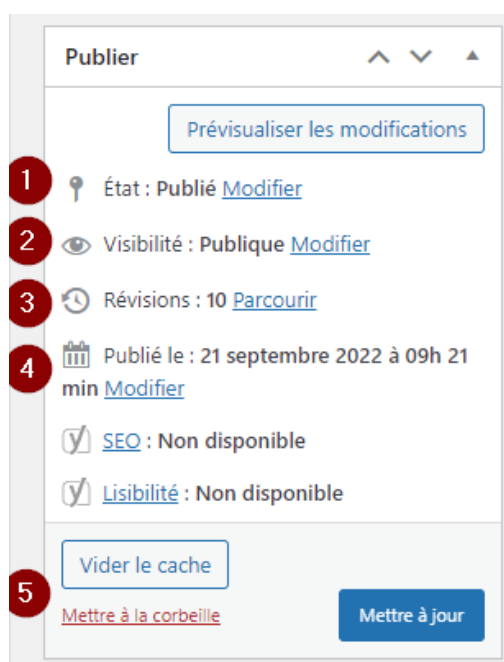 Publier
Prévisualiser les modifications
1
État : Publié Modifier
2
Visibilité : Publique Modifier
3
Révisions : 10 Parcourir
4
Publié le : 21 septembre 2022 à 09h 21
min Modifier
SEO : Non disponible
Lisibilité : Non disponible
Vider le cache
5
Mettre à la corbeille
Mettre à jour